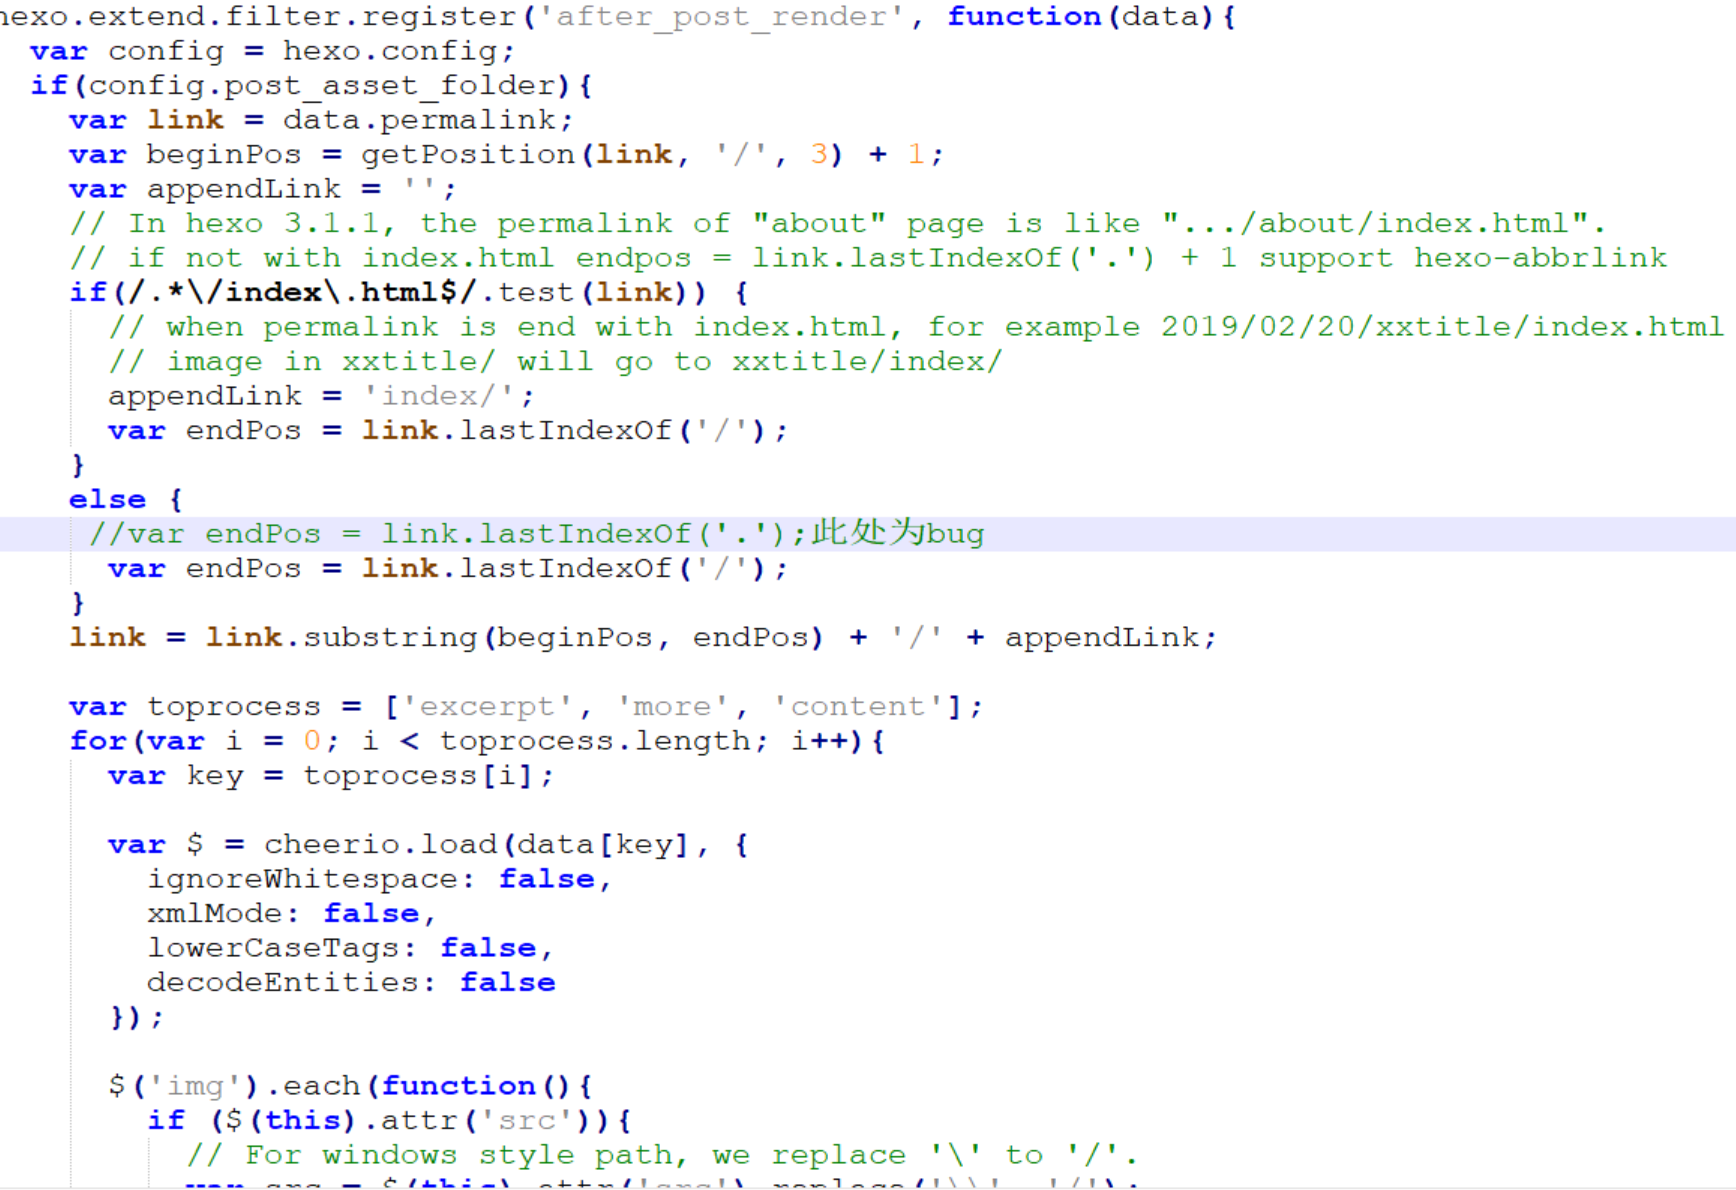 hexo.extend.filter.register('after_post_render', function(data){
var config = hexo.config;
if(config.post_asset_folder){
var link = data.permalink;
var beginPos = getPosition(link, '/', 3) + 1;
var appendLink = '';
// In hexo 3.1.1, the permalink of "about" page is like ".../about/index.html".
// if not with index.html endpos = link.lastIndexOf('.') + 1 support hexo-abbrlink
if(/.*\/index\.html$/.test(link)) {
// when permalink is end with index.html, for example 2019/02/20/xxtitle/index.html
// image in xxtitle/ will go to xxtitle/index/
appendLink = 'index/';
var endPos = link.lastIndexOf('/');
}
else {
//var endPos = link.lastIndexOf('.');此处为bug
var endPos = link.lastIndexOf('/');
}
link = link.substring(beginPos, endPos) + '/' + appendLink;
var toprocess = ['excerpt', 'more', 'content'];
for(var i = 0; i < toprocess.length; i++){
var key = toprocess[i];
var $ = cheerio.load(data[key], {
ignoreWhitespace: false,
xmlMode: false,
lowerCaseTags: false,
decodeEntities: false
});
$('img').each(function(){
if ($(this).attr('src')){
// For windows style path, we replace '\' to '/'.
var src = $(this).attr('src').replace('\\', '/');